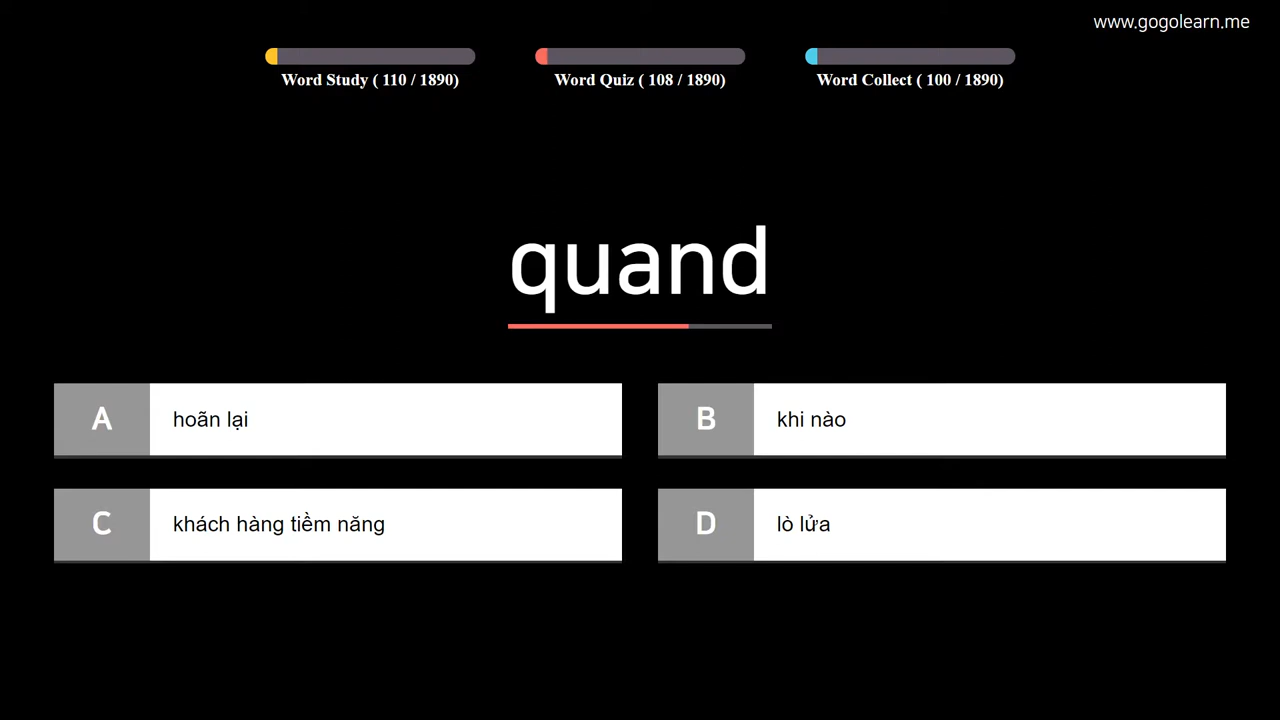 www.gogolearn.me
Word Study ( 110 / 1890)
Word Quiz ( 108 / 1890)
Word Collect ( 100 / 1890)
quand
A hoãn lại
B khi nào
C khách hàng tiềm năng
D lò lửa